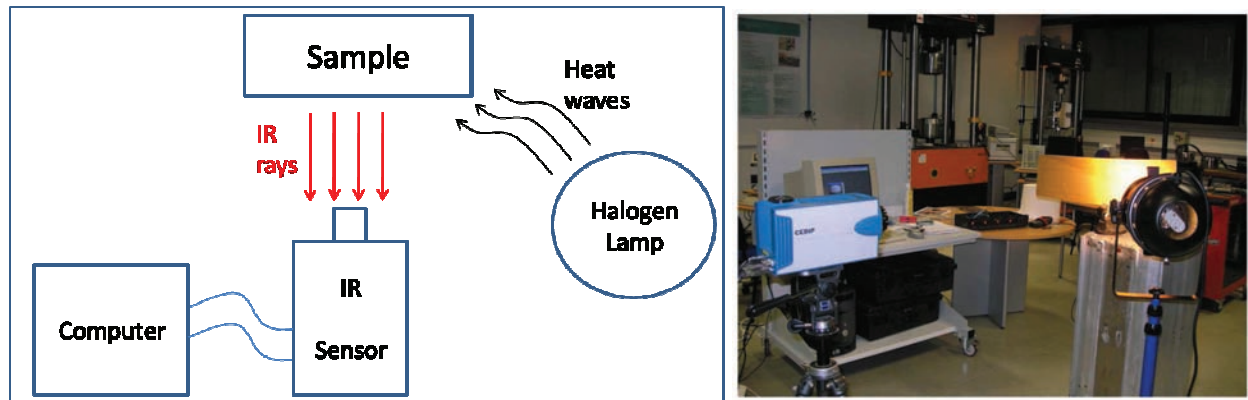 Sample
Heat
waves
IR
rays
Halogen
Lamp
IR
Sensor
Computer
CEDIP